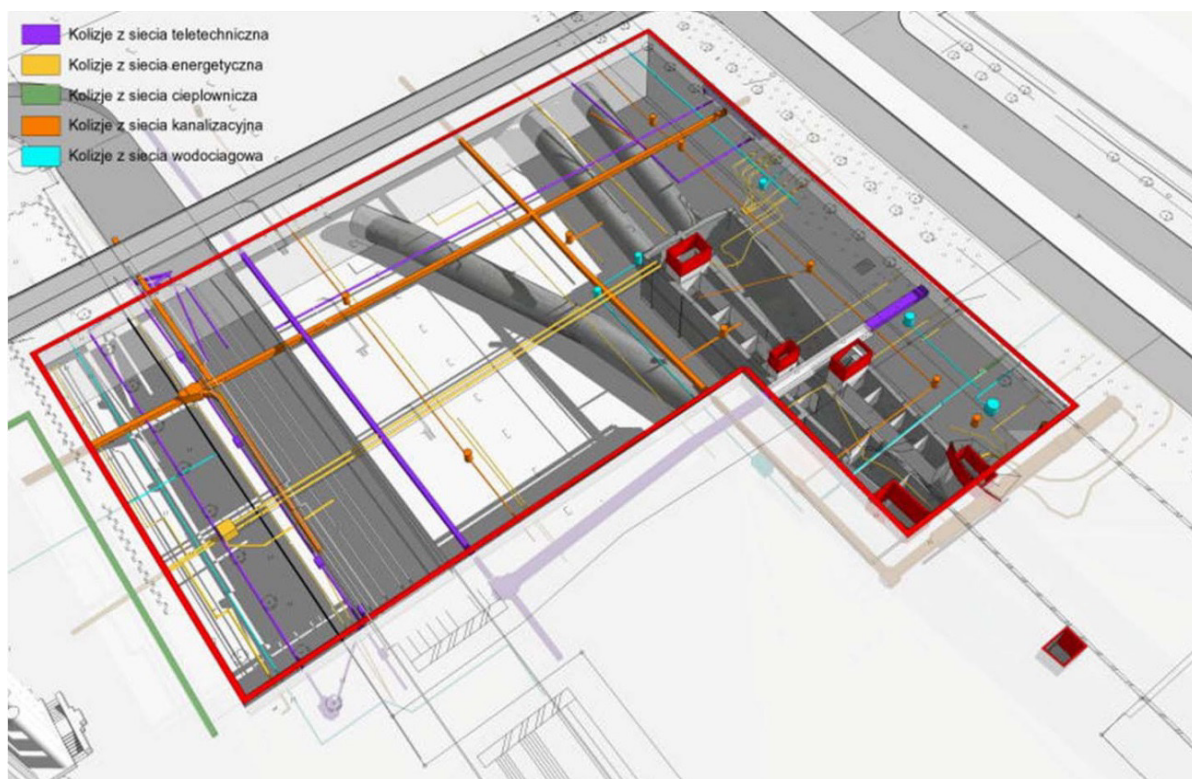 Kolizje z siecia teletechniczna
Kolizje z siecia energetyczna
Kolizje z siecia cieplownicza
Kolizje z siecia kanalizacyjna
Kolizje z siecia wodociagowa